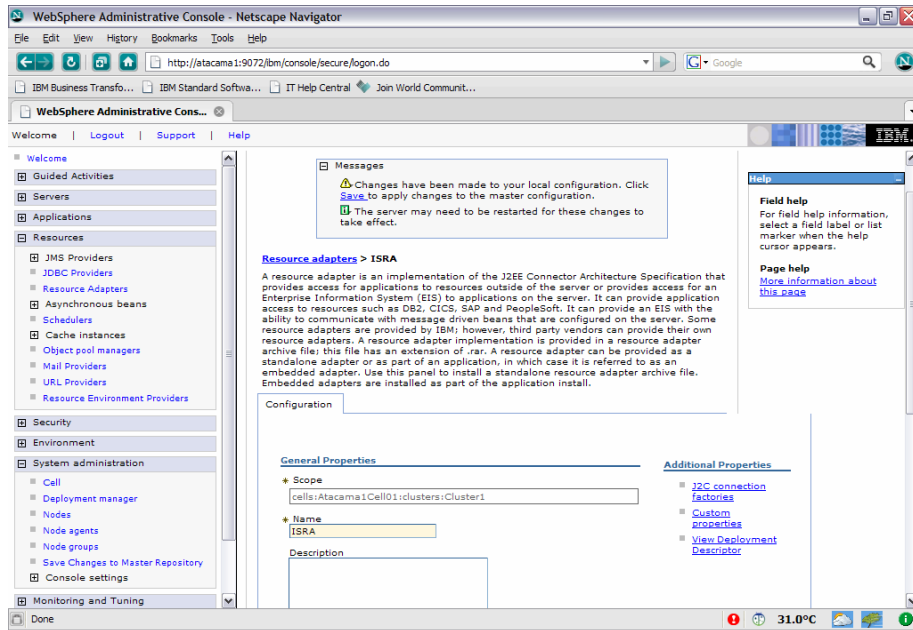 WebSphere Administrative Console - Netscape Navigator
File Edit View History Bookmarks Tools Help
http://atacama1:9072/ibm/console/secure/logon.do
G Google
IBM Business Transfo... IBM Standard Softwa... IT Help Central Join World Communit...
WebSphere Administrative Cons...
Welcome | Logout | Support | Help
IBM.
Welcome
Guided Activities
Servers
Applications
Resources
JMS Providers
JDBC Providers
Resource Adapters
Asynchronous beans
Schedulers
Cache instances
Object pool managers
Mail Providers
URL Providers
Resource Environment Providers
Security
Environment
System administration
Cell
Deployment manager
Nodes
Node agents
Node groups
Save Changes to Master Repository
Console settings
Monitoring and Tuning
Messages
Changes have been made to your local configuration. Click
Save to apply changes to the master configuration.
The server may need to be restarted for these changes to
take effect.
Resource adapters > ISRA
A resource adapter is an implementation of the J2EE Connector Architecture Specification that
provides access for applications to resources outside of the server or provides access for an
Enterprise Information System (EIS) to applications on the server. It can provide application
access to resources such as DB2, CICS, SAP and PeopleSoft. It can provide an EIS with the
ability to communicate with message driven beans that are configured on the server. Some
resource adapters are provided by IBM; however, third party vendors can provide their own
resource adapters. A resource adapter implementation is provided in a resource adapter
archive file; this file has an extension of .rar. A resource adapter can be provided as a
standalone adapter or as part of an application, in which case it is referred to as an
embedded adapter. Use this panel to install a standalone resource adapter archive file.
Embedded adapters are installed as part of the application install.
Configuration
General Properties
* Scope
cells:Atacama1Cell01:clusters:Cluster1
* Name
ISRA
Description
Additional Properties
J2C connection
factories
Custom
properties
View Deployment
Descriptor
Help
Field help
For field help information,
select a field label or list
marker when the help
cursor appears.
Page help
More information about
this page
Done
31.0°C